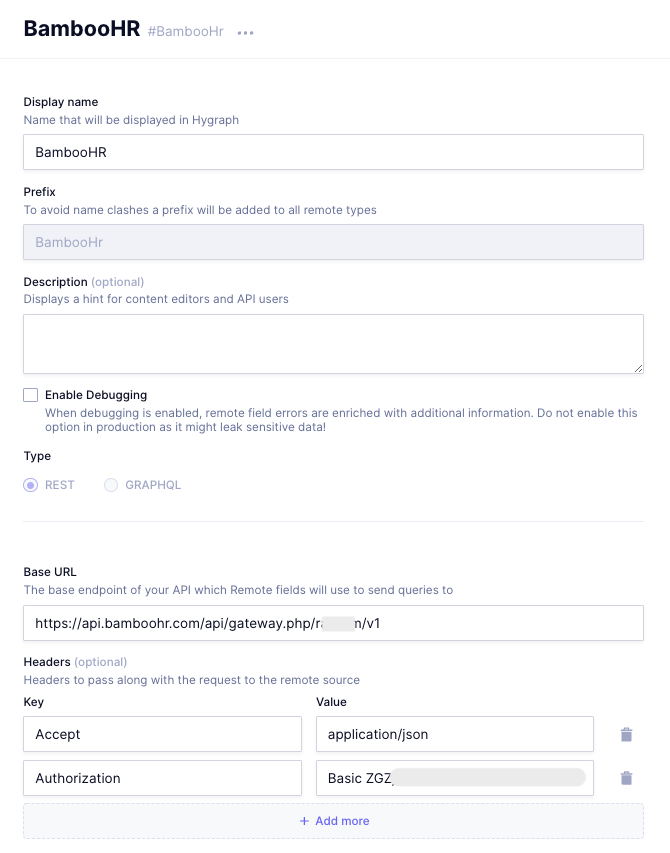 BambooHR #BambooHr
Display name
Name that will be displayed in Hygraph
BambooHR
Prefix
To avoid name clashes a prefix will be added to all remote types
BambooHr
Description (optional)
Displays a hint for content editors and API users
Enable Debugging
When debugging is enabled, remote field errors are enriched with additional information. Do not enable this
option in production as it might leak sensitive data!
Type
REST GRAPHQL
Base URL
The base endpoint of your API which Remote fields will use to send queries to
https://api.bamboohr.com/api/gateway.php/r m/v1
Headers (optional)
Headers to pass along with the request to the remote source
Key Value
Accept application/json
Authorization Basic ZGZ
+ Add more